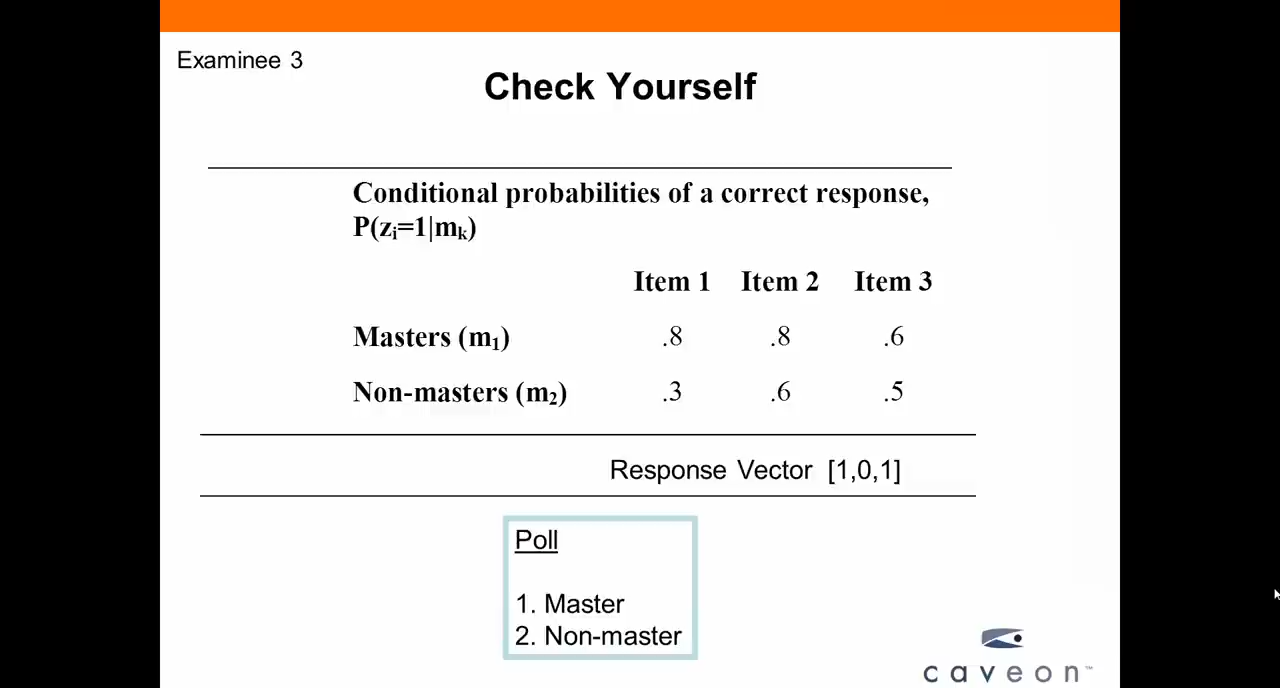 Examinee 3
Check Yourself
Conditional probabilities of a correct response,
P(zᵢ=1|mₖ)
Item 1 Item 2 Item 3
Masters (m₁) .8 .8 .6
Non-masters (m₂) .3 .6 .5
Response Vector [1,0,1]
Poll
1. Master
2. Non-master
caveon™